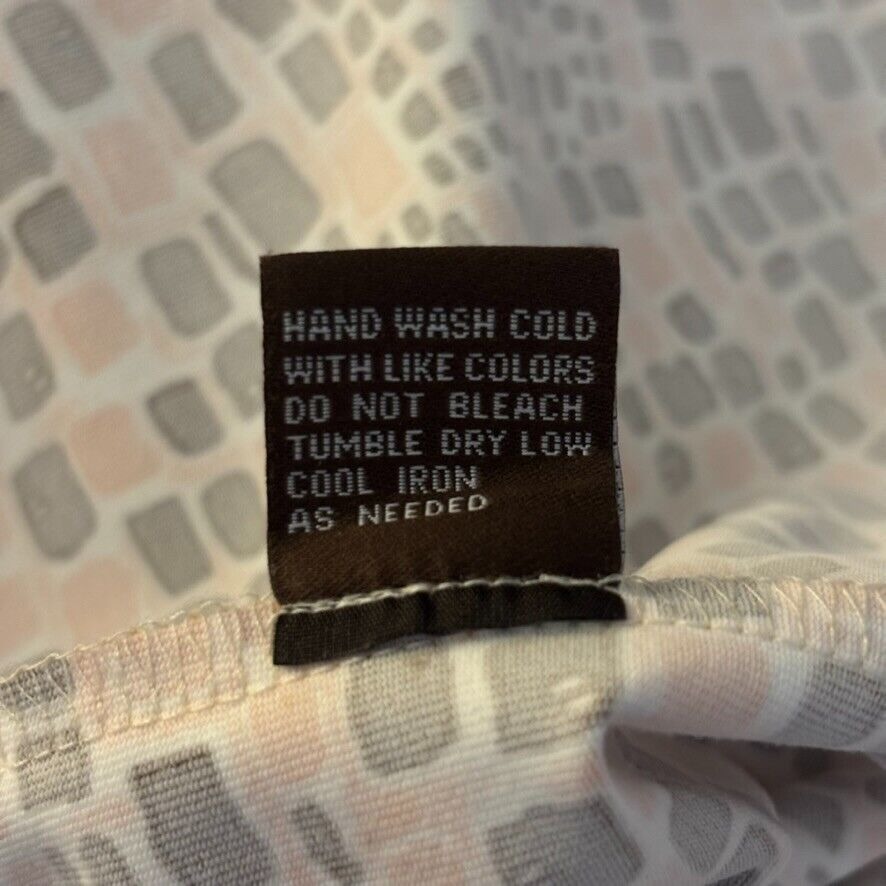 HAND WASH COLD
WITH LIKE COLORS
DO NOT BLEACH
TUMBLE DRY LOW
COOL IRON
AS NEEDED